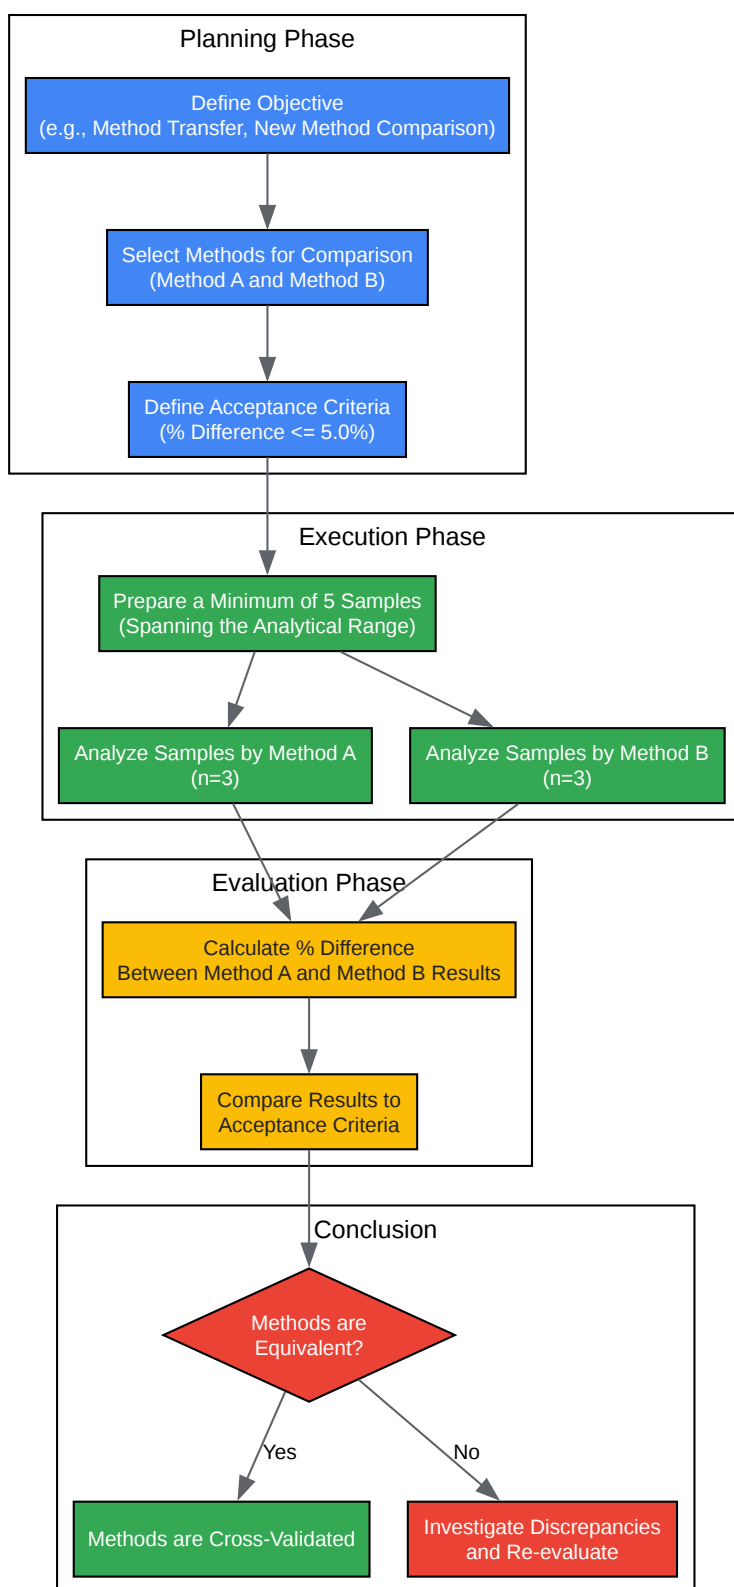 Planning Phase
Define Objective
(e.g., Method Transfer, New Method Comparison)
Select Methods for Comparison
(Method A and Method B)
Define Acceptance Criteria
(% Difference <= 5.0%)
Execution Phase
Prepare a Minimum of 5 Samples
(Spanning the Analytical Range)
Analyze Samples by Method A
(n=3)
Analyze Samples by Method B
(n=3)
Evaluation Phase
Calculate % Difference
Between Method A and Method B Results
Compare Results to
Acceptance Criteria
Conclusion
Methods are
Equivalent?
Yes
No
Methods are Cross-Validated
Investigate Discrepancies
and Re-evaluate